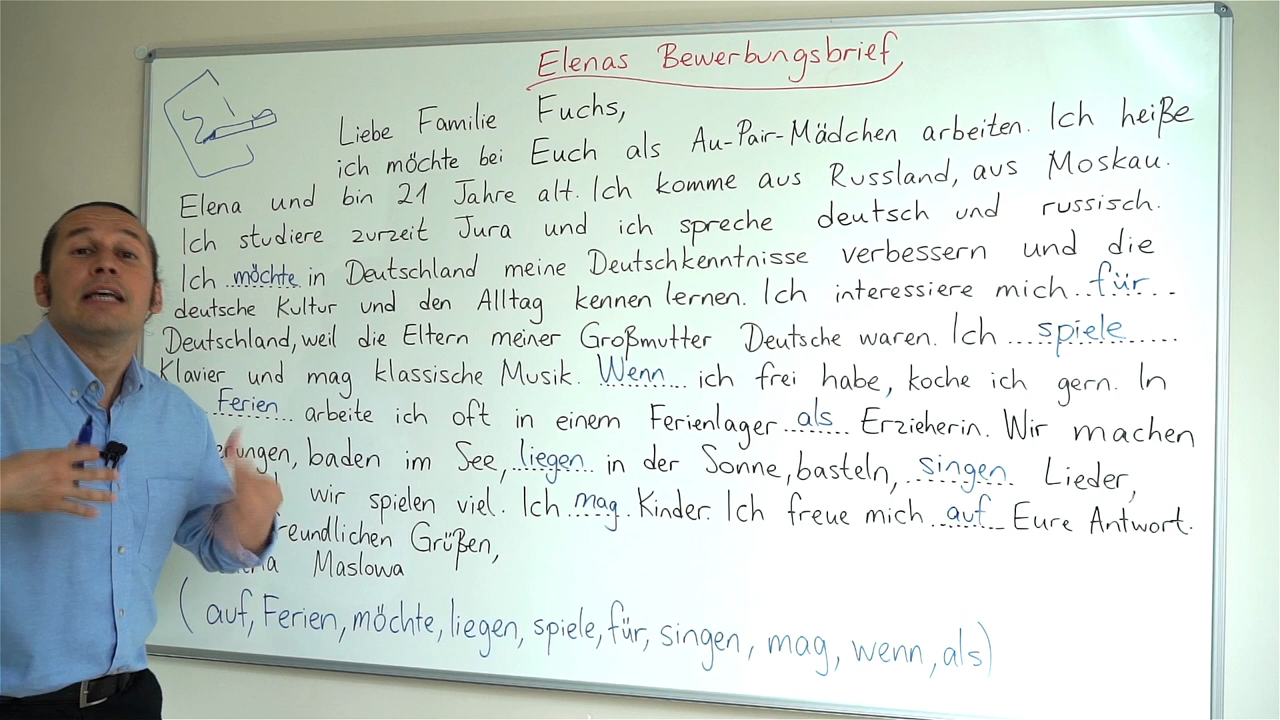 Elenas Bewerbungsbrief
Liebe Familie Fuchs,
ich möchte bei Euch als Au-Pair-Mädchen arbeiten. Ich heiße
Elena und bin 21 Jahre alt. Ich komme aus Russland, aus Moskau.
Ich studiere zurzeit Jura und ich spreche deutsch und russisch.
Ich möchte in Deutschland meine Deutschkenntnisse verbessern und die
deutsche Kultur und den Alltag kennen lernen. Ich interessiere mich für
Deutschland, weil die Eltern meiner Großmutter Deutsche waren. Ich spiele
Klavier und mag klassische Musik. Wenn ich frei habe, koche ich gern. In
Ferien arbeite ich oft in einem Ferienlager als Erzieherin. Wir machen
baden im See, liegen in der Sonne, basteln, singen Lieder,
wir spielen viel. Ich mag Kinder. Ich freue mich auf Eure Antwort.
Grüßen,
Maslowa
(auf, Ferien, möchte, liegen, spiele, für, singen, mag, wenn, als)